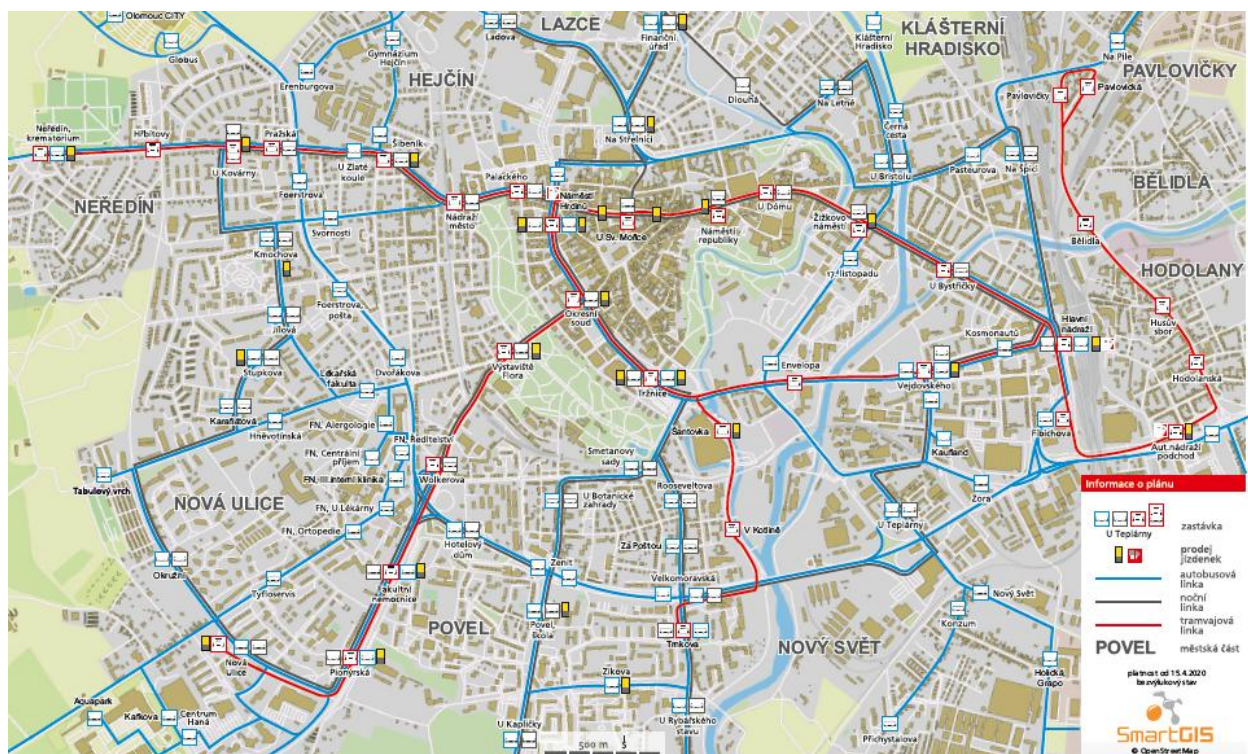 Olomouc CITY
Globus
Gymnázium
Hejčín
Erenburgova
HEJČÍN
Ladova
LAZCE
Finanční
úřad
Dlouhá
Klášterní
Hradisko
KLÁŠTERNÍ
HRADISKO
Na Pile
PAVLOVIČKY
Pavlovičky
Pavlovická
Na Letné
Černá
cesta
Na Střelnici
Neředín,
krematorium
Hřbitovy
U Kovárny
Pražská
U Zlaté
koule
Šibeník
Palackého
Náměstí
Hrdinů
U Bristolu
Pasteurova
Na Špici
BĚLIDLA
NEŘEDÍN
Foerstrova
Svornosti
Nádraží
město
U Sv. Mořice
Náměstí
republiky
U Dómu
Žižkovo
náměstí
Bělidla
HODOLANY
Kmochova
17. listopadu
U Bystřičky
Foerstrova,
pošta
Okresní
soud
Husův
sbor
Jílová
Kosmonautů
Hlavní
nádraží
Stupkova
Výstaviště
Flora
Lékařská
fakulta
Dvořákova
Tržnice
Envelopa
Vejdovského
Hodolanská
Karafiátová
Hněvotínská
FN, Alergologie
FN, Ředitelství
Šantovka
Fibichova
Aut. nádraží
podchod
FN, Centrální
příjem
Smetanovy
sady
Kaufland
Tabulový vrch
FN, III. interní klinika
Wolkerova
Rooseveltova
Zora
NOVÁ ULICE
FN, U Lékárny
U Botanické
zahrady
U Teplárny
FN, Ortopedie
Hotelový
dům
Za Poštou
V Kotlině
Okružní
Zenit
Velkomoravská
Tyfloservis
Fakultní
nemocnice
Nový Svět
POVEL
Povel,
škola
Konzum
Trnkova
NOVÝ SVĚT
Nová
ulice
Pionýrská
Zikova
Holická,
Grapo
Aquapark
Kafkova
Centrum
Haná
U Kapličky
U Rybářského
stavu
Přichystalova
500 m
Informace o plánu
U Teplárny
zastávka
prodej
jízdenek
autobusová
linka
noční
linka
tramvajová
linka
POVEL
městská část
platnost od 15.4.2020
bezvýlukový stav
SmartGIS
© OpenStreetMap